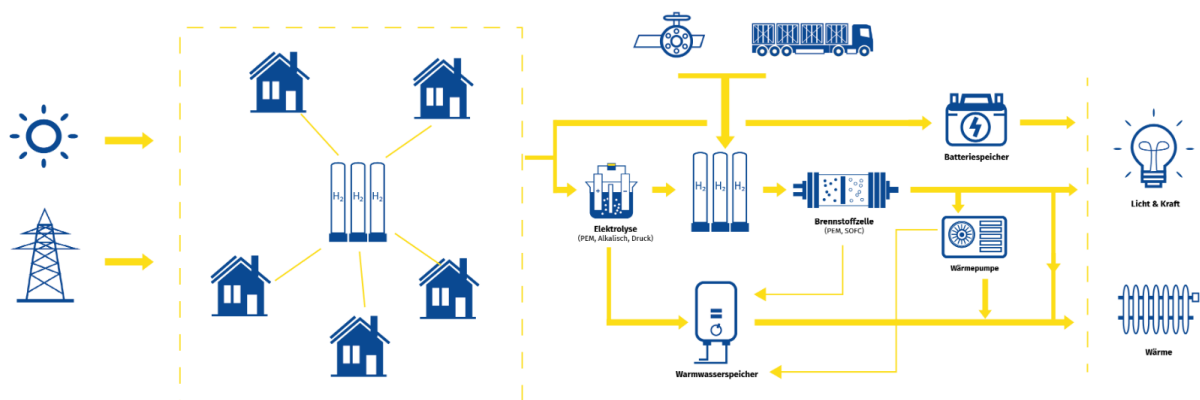 H₂ H₂ H₂
H₂ H₂ H₂
Batteriespeicher
Licht & Kraft
Elektrolyse
(PEM, Alkalisch, Druck)
Brennstoffzelle
(PEM, SOFC)
Wärmepumpe
Wärme
Warmwasserspeicher